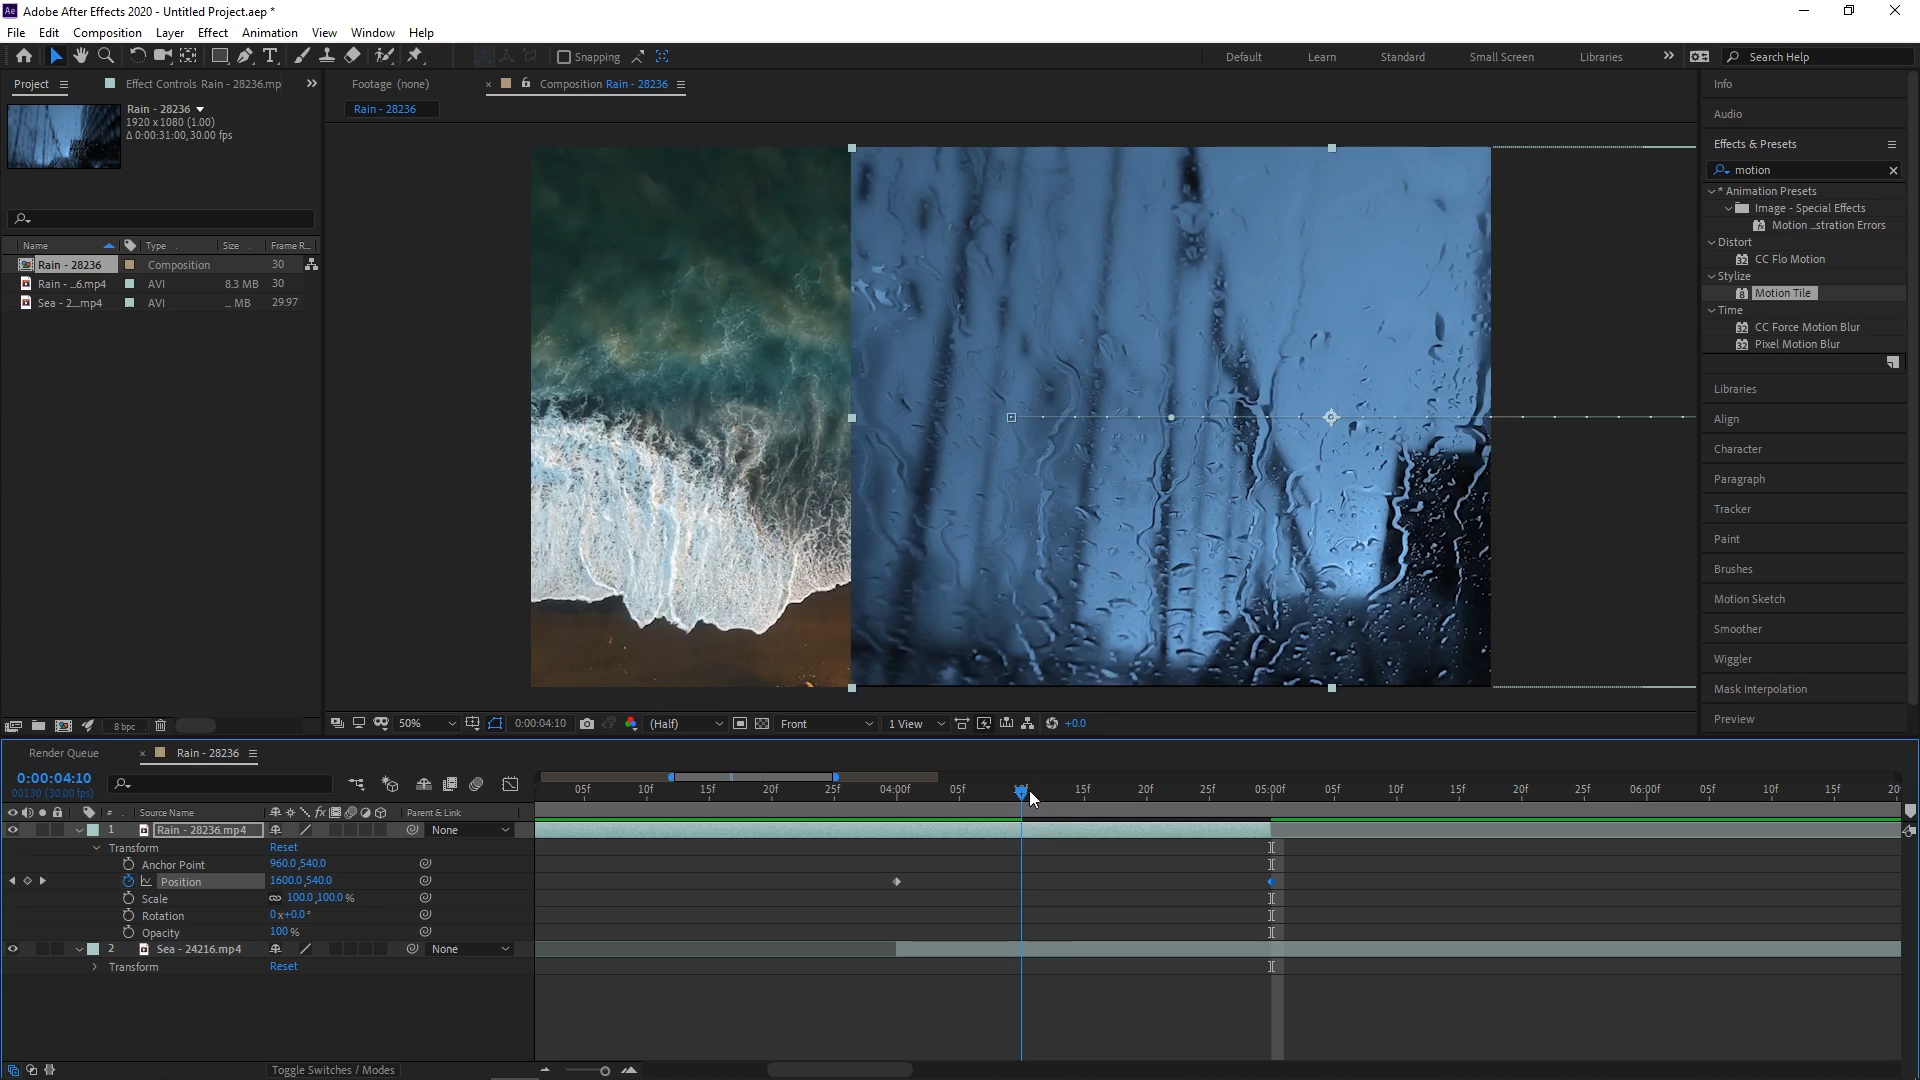 Ae Adobe After Effects 2020 - Untitled Project.aep *
File Edit Composition Layer Effect Animation View Window Help
Snapping Default Learn Standard Small Screen Libraries Search Help
Project Effect Controls Rain - 28236.mp Footage (none) Composition Rain - 28236
Rain - 28236
Rain - 28236
1920 x 1080 (1.00)
Δ 0:00:31:00, 30.00 fps
Name Type Size Frame R...
Rain - 28236 Composition 30
Rain - ...6.mp4 AVI 8.3 MB 30
Sea - 2....mp4 AVI ... MB 29.97
8 bpc
50% 0:00:04:10 (Half) Front 1 View +0.0
Info
Audio
Effects & Presets
motion
* Animation Presets
Image - Special Effects
Motion ...stration Errors
Distort
32 CC Flo Motion
Stylize
8 Motion Tile
Time
32 CC Force Motion Blur
32 Pixel Motion Blur
Libraries
Align
Character
Paragraph
Tracker
Paint
Brushes
Motion Sketch
Smoother
Wiggler
Mask Interpolation
Preview
Render Queue Rain - 28236
0:00:04:10
00130 (30.00 fps)
05f 10f 15f 20f 25f 04:00f 05f 15f 20f 25f 05:00f 05f 10f 15f 20f 25f 06:00f 05f 10f 15f 20
# Source Name fx Parent & Link
1 Rain - 28236.mp4 None
Transform Reset
Anchor Point 960.0,540.0
Position 1600.0,540.0
Scale 100.0,100.0%
Rotation 0x+0.0°
Opacity 100%
2 Sea - 24216.mp4 None
Transform Reset
Toggle Switches / Modes